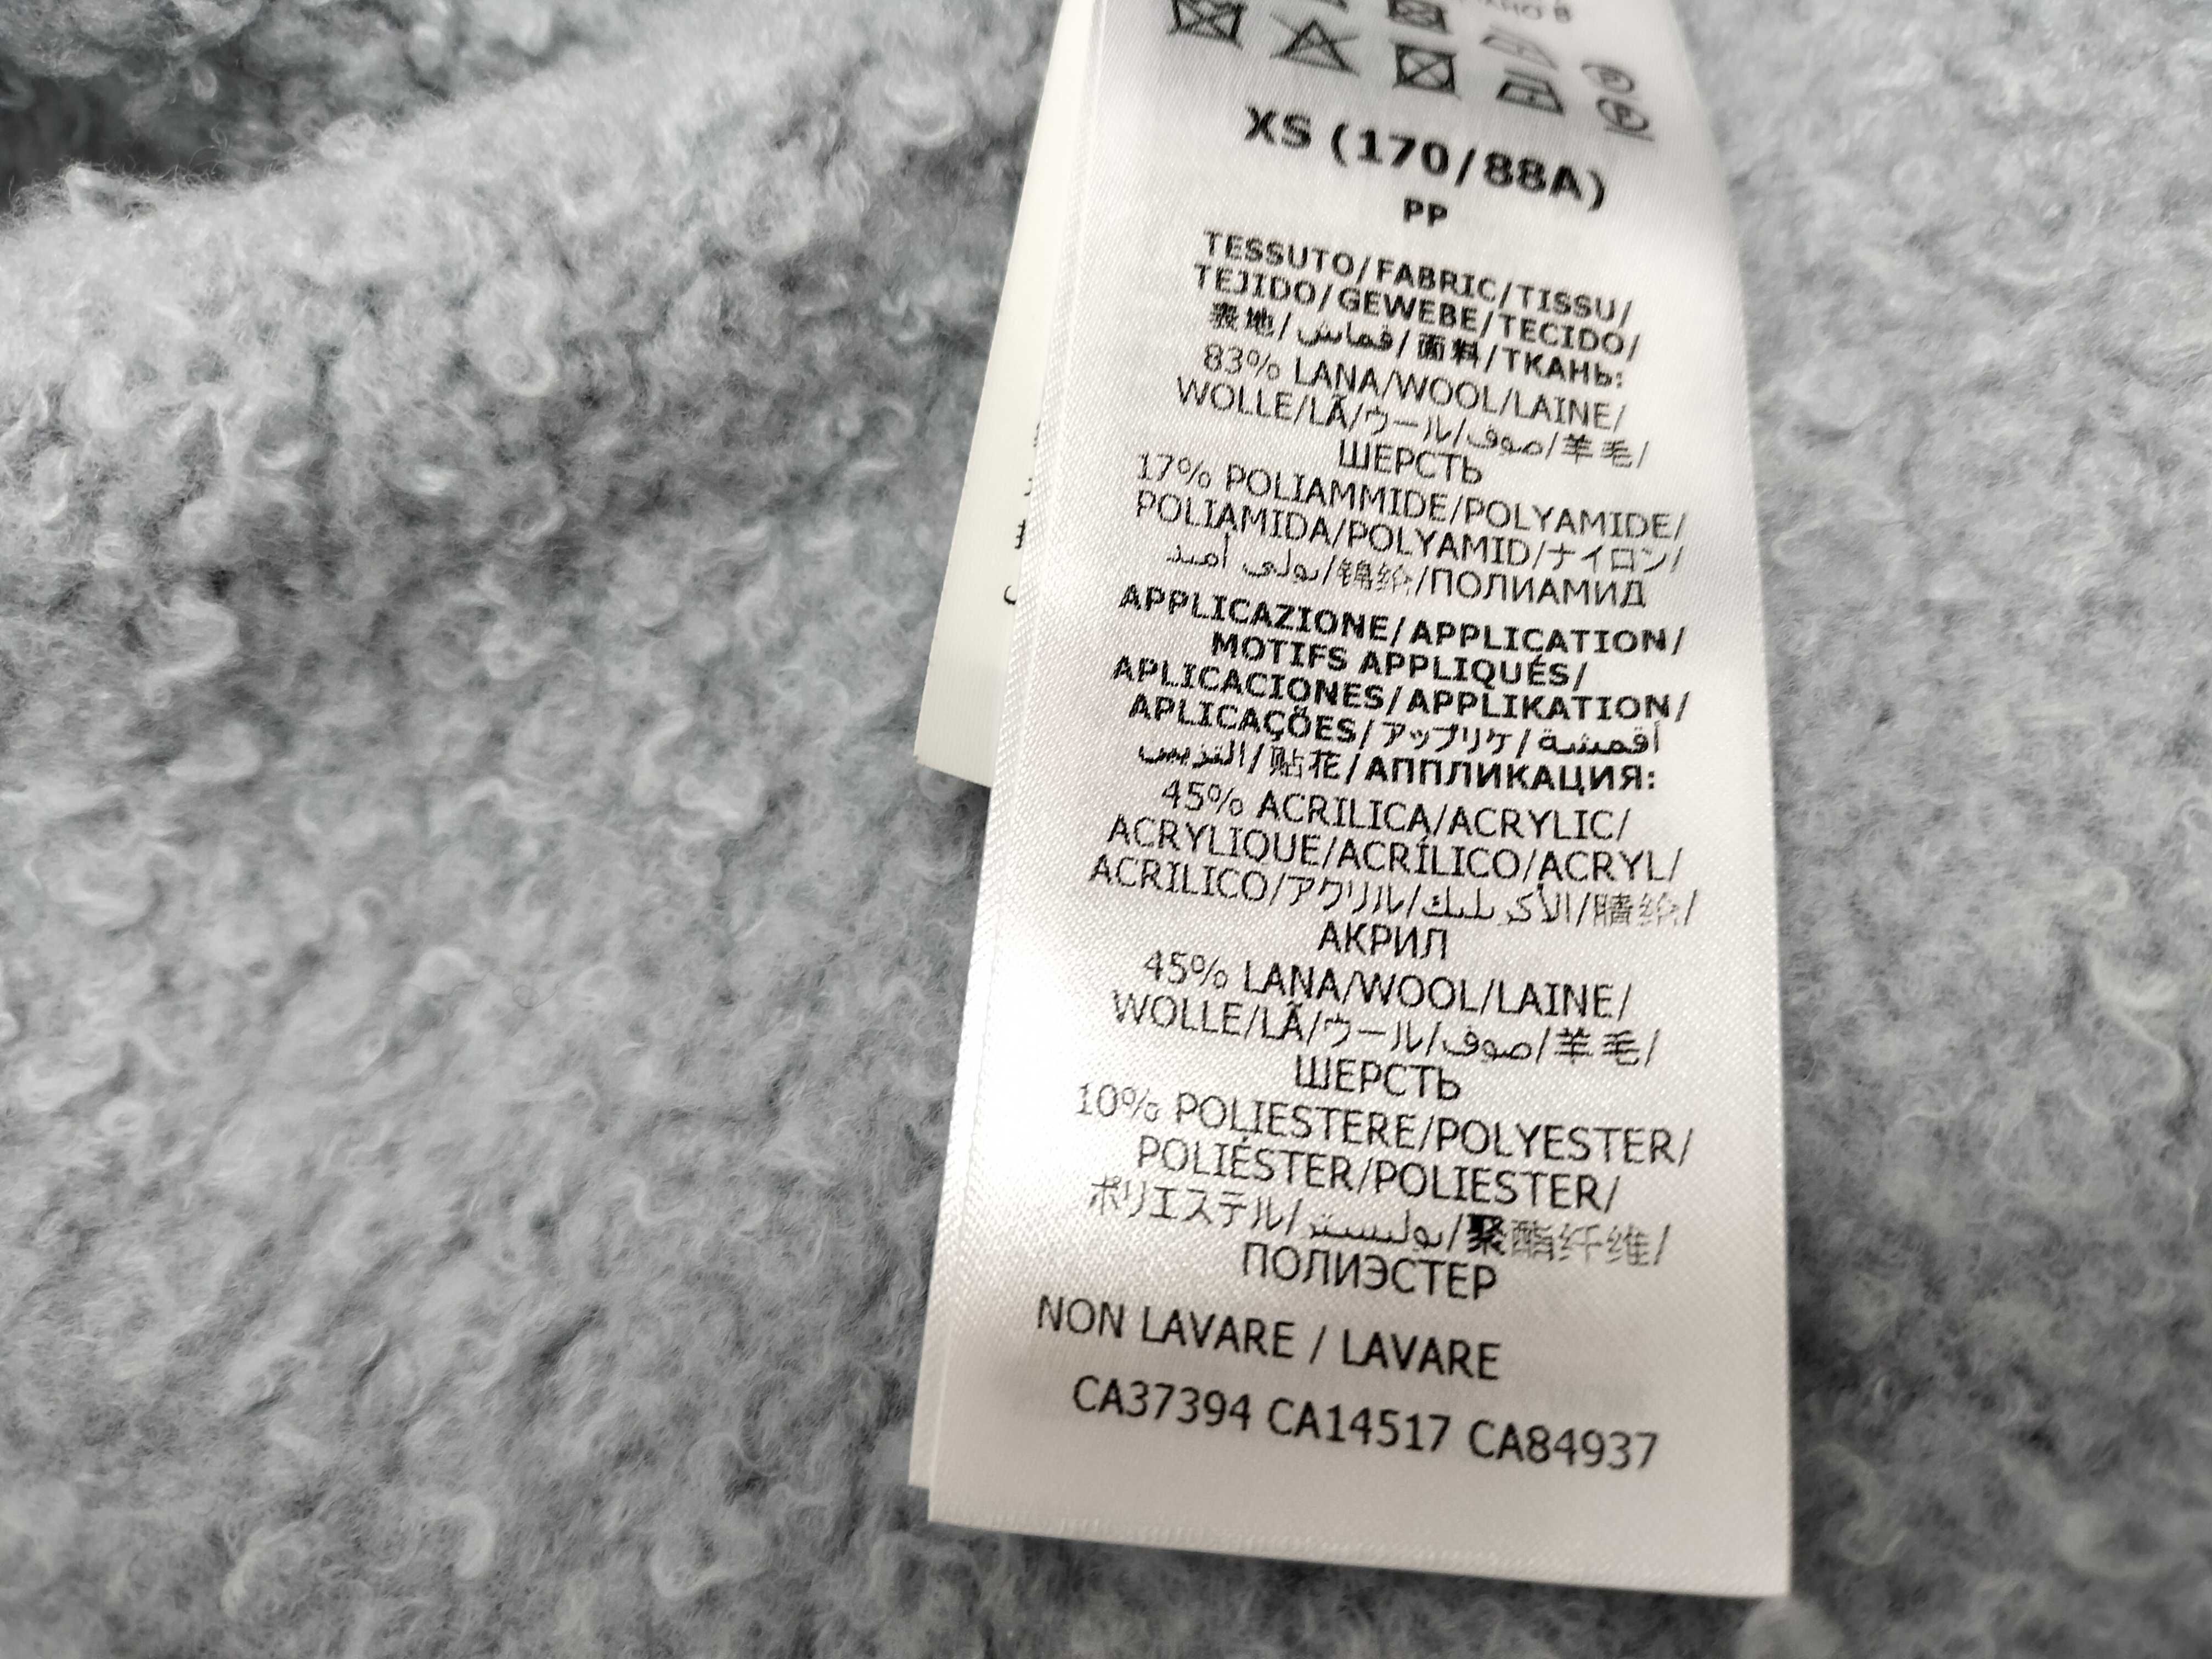 XS (170/88A)
PP
TESSUTO/FABRIC/TISSU/
TEJIDO/GEWEBE/TECIDO/
表地/قماش/面料/ТКАНЬ:
83% LANA/WOOL/LAINE/
WOLLE/LÃ/ウール/صوف/羊毛/
ШЕРСТЬ
17% POLIAMMIDE/POLYAMIDE/
POLIAMIDA/POLYAMID/ナイロン/
بولي أميد/锦纶/ПОЛИАМИД
APPLICAZIONE/APPLICATION/
MOTIFS APPLIQUÉS/
APLICACIONES/APPLIKATION/
APLICAÇÕES/アップリケ/أقمشة
التزيين/贴花/АППЛИКАЦИЯ:
45% ACRILICA/ACRYLIC/
ACRYLIQUE/ACRÍLICO/ACRYL/
ACRILICO/アクリル/الأكريليك/腈纶/
АКРИЛ
45% LANA/WOOL/LAINE/
WOLLE/LÃ/ウール/صوف/羊毛/
ШЕРСТЬ
10% POLIESTERE/POLYESTER/
POLIÉSTER/POLIESTER/
ポリエステル/بوليستر/聚酯纤维/
ПОЛИЭСТЕР
NON LAVARE / LAVARE
CA37394 CA14517 CA84937